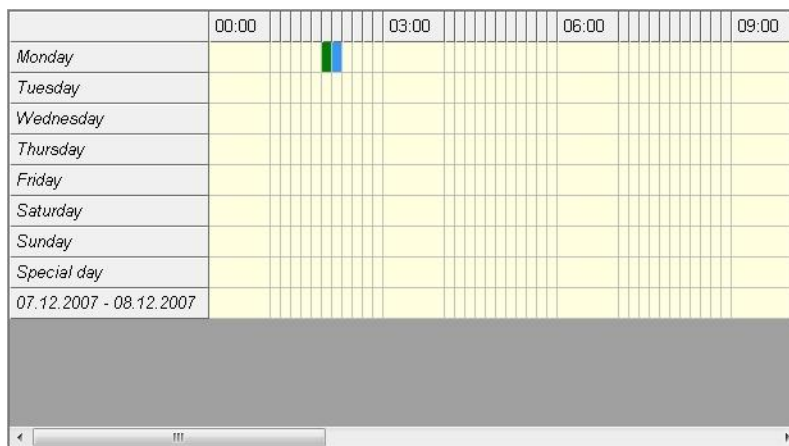 00:00 03:00 06:00 09:00
Monday
Tuesday
Wednesday
Thursday
Friday
Saturday
Sunday
Special day
07.12.2007 - 08.12.2007